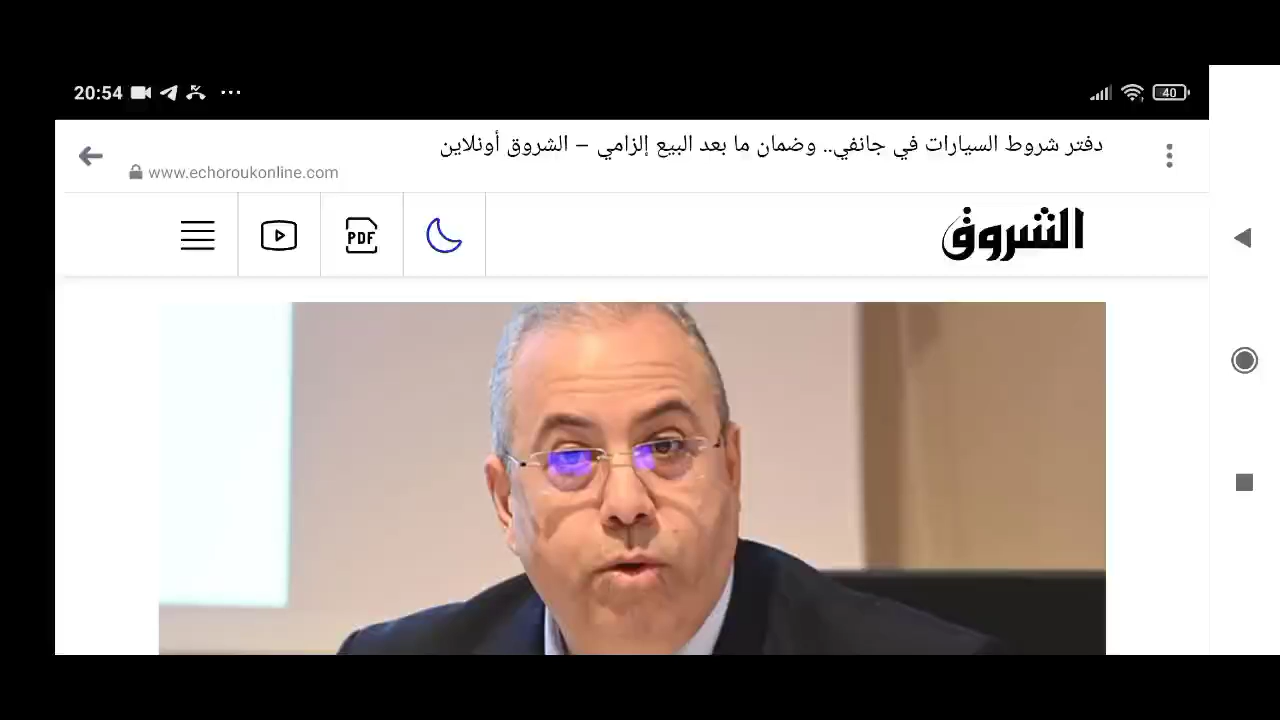 20:54
40
دفتر شروط السيارات في جانفي.. وضمان ما بعد البيع إلزامي – الشروق أونلاين
www.echoroukonline.com
PDF
الشروق